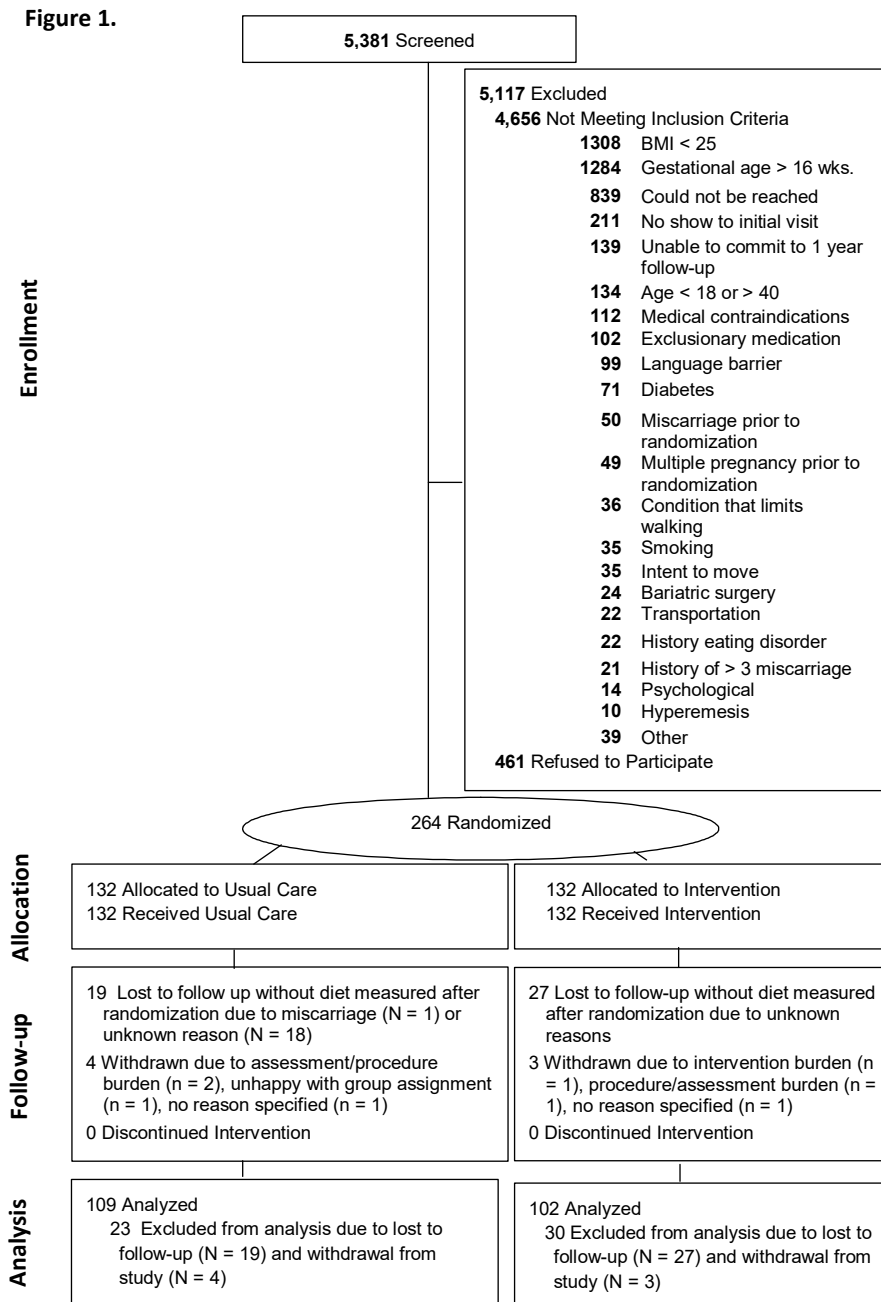 Figure 1.
5,381 Screened
Enrollment
5,117 Excluded
4,656 Not Meeting Inclusion Criteria
1308 BMI < 25
1284 Gestational age > 16 wks.
839 Could not be reached
211 No show to initial visit
139 Unable to commit to 1 year
follow-up
134 Age < 18 or > 40
112 Medical contraindications
102 Exclusionary medication
99 Language barrier
71 Diabetes
50 Miscarriage prior to
randomization
49 Multiple pregnancy prior to
randomization
36 Condition that limits
walking
35 Smoking
35 Intent to move
24 Bariatric surgery
22 Transportation
22 History eating disorder
21 History of > 3 miscarriage
14 Psychological
10 Hyperemesis
39 Other
461 Refused to Participate
264 Randomized
Allocation
132 Allocated to Usual Care
132 Received Usual Care
132 Allocated to Intervention
132 Received Intervention
Follow-up
19 Lost to follow up without diet measured after
randomization due to miscarriage (N = 1) or
unknown reason (N = 18)
4 Withdrawn due to assessment/procedure
burden (n = 2), unhappy with group assignment
(n = 1), no reason specified (n = 1)
0 Discontinued Intervention
27 Lost to follow-up without diet measured
after randomization due to unknown
reasons
3 Withdrawn due to intervention burden (n
= 1), procedure/assessment burden (n =
1), no reason specified (n = 1)
0 Discontinued Intervention
Analysis
109 Analyzed
23 Excluded from analysis due to lost to
follow-up (N = 19) and withdrawal from
study (N = 4)
102 Analyzed
30 Excluded from analysis due to lost to
follow-up (N = 27) and withdrawal from
study (N = 3)